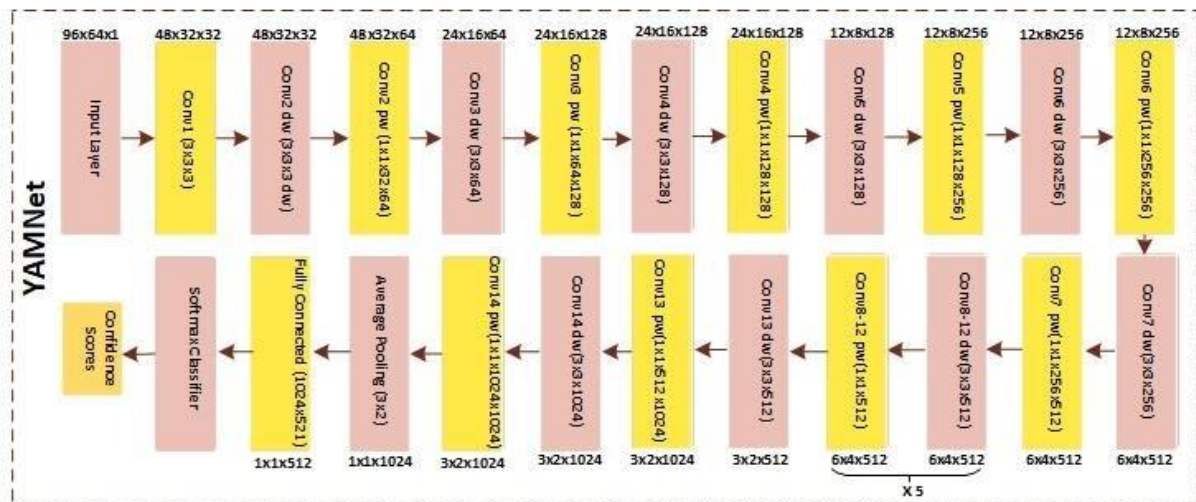 YAMNet
96x64x1
48x32x32
48x32x32
48x32x64
24x16x64
24x16x128
24x16x128
24x16x128
12x8x128
12x8x256
12x8x256
12x8x256
Input Layer
Conv1 (3x3x3)
Conv2 dw (3x3x3 dw)
Conv2 pw (1x1x32x64)
Conv3 dw (3x3x64)
Conv3 pw (1x1x64x128)
Conv4 dw (3x3x128)
Conv4 pw(1x1x128x128)
Conv5 dw (3x3x128)
Conv5 pw(1x1x128x256)
Conv6 dw (3x3x256)
Conv6 pw(1x1x256x256)
Confidence
Scores
Softmax Classifier
Fully Connected (1024x521)
Average Pooling (3x2)
Conv14 pw(1x1x1024x1024)
Conv14 dw(3x3x1024)
Conv13 pw(1x1x512 x1024)
Conv13 dw(3x3x512)
Conv8-12 pw(1x1x512)
Conv8-12 dw(3x3x512)
Conv7 pw(1x1x256x512)
Conv7 dw(3x3x256)
1x1x512
1x1x1024
3x2x1024
3x2x1024
3x2x1024
3x2x512
6x4x512
6x4x512
6x4x512
6x4x512
X 5